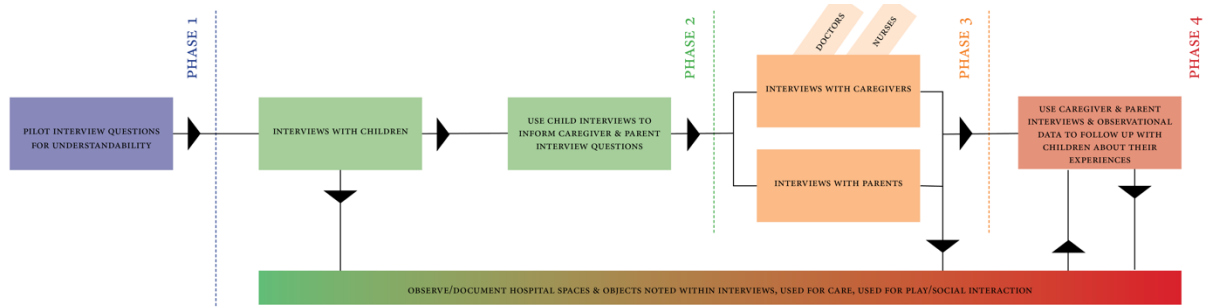 PHASE 1
PILOT INTERVIEW QUESTIONS
FOR UNDERSTANDABILITY
INTERVIEWS WITH CHILDREN
USE CHILD INTERVIEWS TO
INFORM CAREGIVER & PARENT
INTERVIEW QUESTIONS
PHASE 2
DOCTORS
NURSES
INTERVIEWS WITH CAREGIVERS
INTERVIEWS WITH PARENTS
PHASE 3
USE CAREGIVER & PARENT
INTERVIEWS & OBSERVATIONAL
DATA TO FOLLOW UP WITH
CHILDREN ABOUT THEIR
EXPERIENCES
PHASE 4
OBSERVE/DOCUMENT HOSPITAL SPACES & OBJECTS NOTED WITHIN INTERVIEWS, USED FOR CARE, USED FOR PLAY/SOCIAL INTERACTION